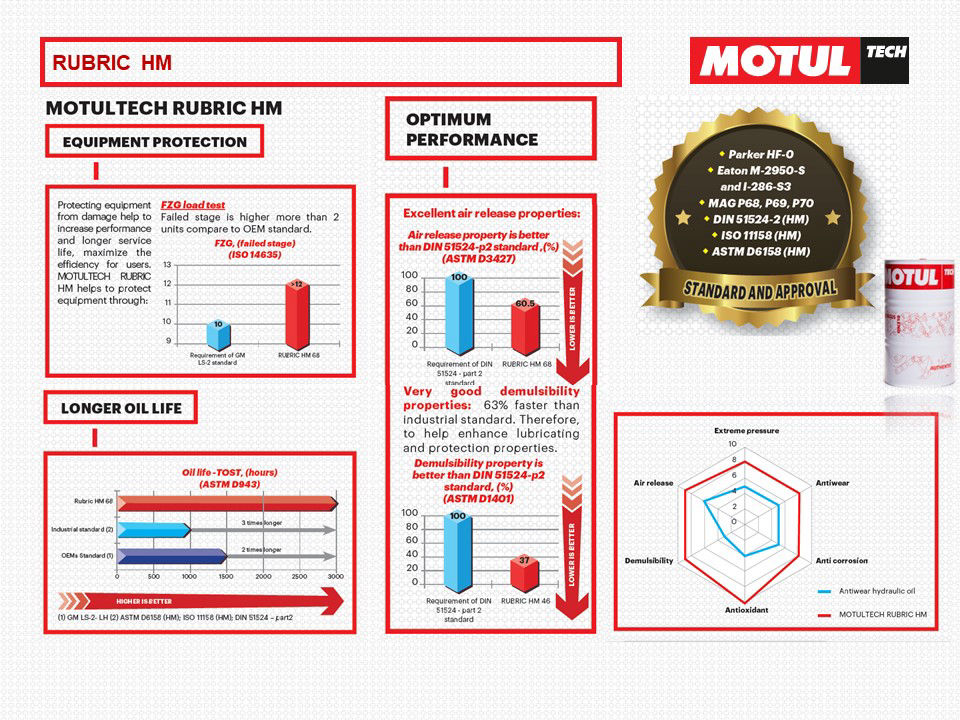 RUBRIC HM
MOTUL TECH
MOTULTECH RUBRIC HM
EQUIPMENT PROTECTION
Protecting equipment
from damage help to
increase performance
and longer service
life, maximize the
efficiency for users.
MOTULTECH RUBRIC
HM helps to protect
equipment through:
FZG load test
Failed stage is higher more than 2
units compare to OEM standard.
FZG, (failed stage)
(ISO 14635)
13
12
11
10
9
10
>12
Requirement of GM
LS-2 standard
RUBRIC HM 68
LONGER OIL LIFE
Oil life -TOST, (hours)
(ASTM D943)
Rubric HM 68
Industrial standard (2)
3 times longer
OEMs Standard (1)
2 times longer
0 500 1000 1500 2000 2500 3000
HIGHER IS BETTER
(1) GM LS-2- LH (2) ASTM D6158 (HM); ISO 11158 (HM); DIN 51524 – part2
OPTIMUM
PERFORMANCE
Excellent air release properties:
Air release property is better
than DIN 51524-p2 standard ,(%)
(ASTM D3427)
100
80
60
40
20
0
100
60.5
LOWER IS BETTER
Requirement of DIN
51524 - part 2
standard
RUBRIC HM 68
Very good demulsibility
properties: 63% faster than
industrial standard. Therefore,
to help enhance lubricating
and protection properties.
Demulsibility property is
better than DIN 51524-p2
standard, (%)
(ASTM D1401)
100
80
60
40
20
0
100
37
LOWER IS BETTER
Requirement of DIN
51524 - part 2
standard
RUBRIC HM 46
Parker HF-0
Eaton M-2950-S
and I-286-S3
MAG P68, P69, P70
DIN 51524-2 (HM)
ISO 11158 (HM)
ASTM D6158 (HM)
STANDARD AND APPROVAL
MOTUL TECH
Extreme pressure
10
8
6
4
2
0
Air release
Antiwear
Demulsibility
Anti corrosion
Antioxidant
Antiwear hydraulic oil
MOTULTECH RUBRIC HM